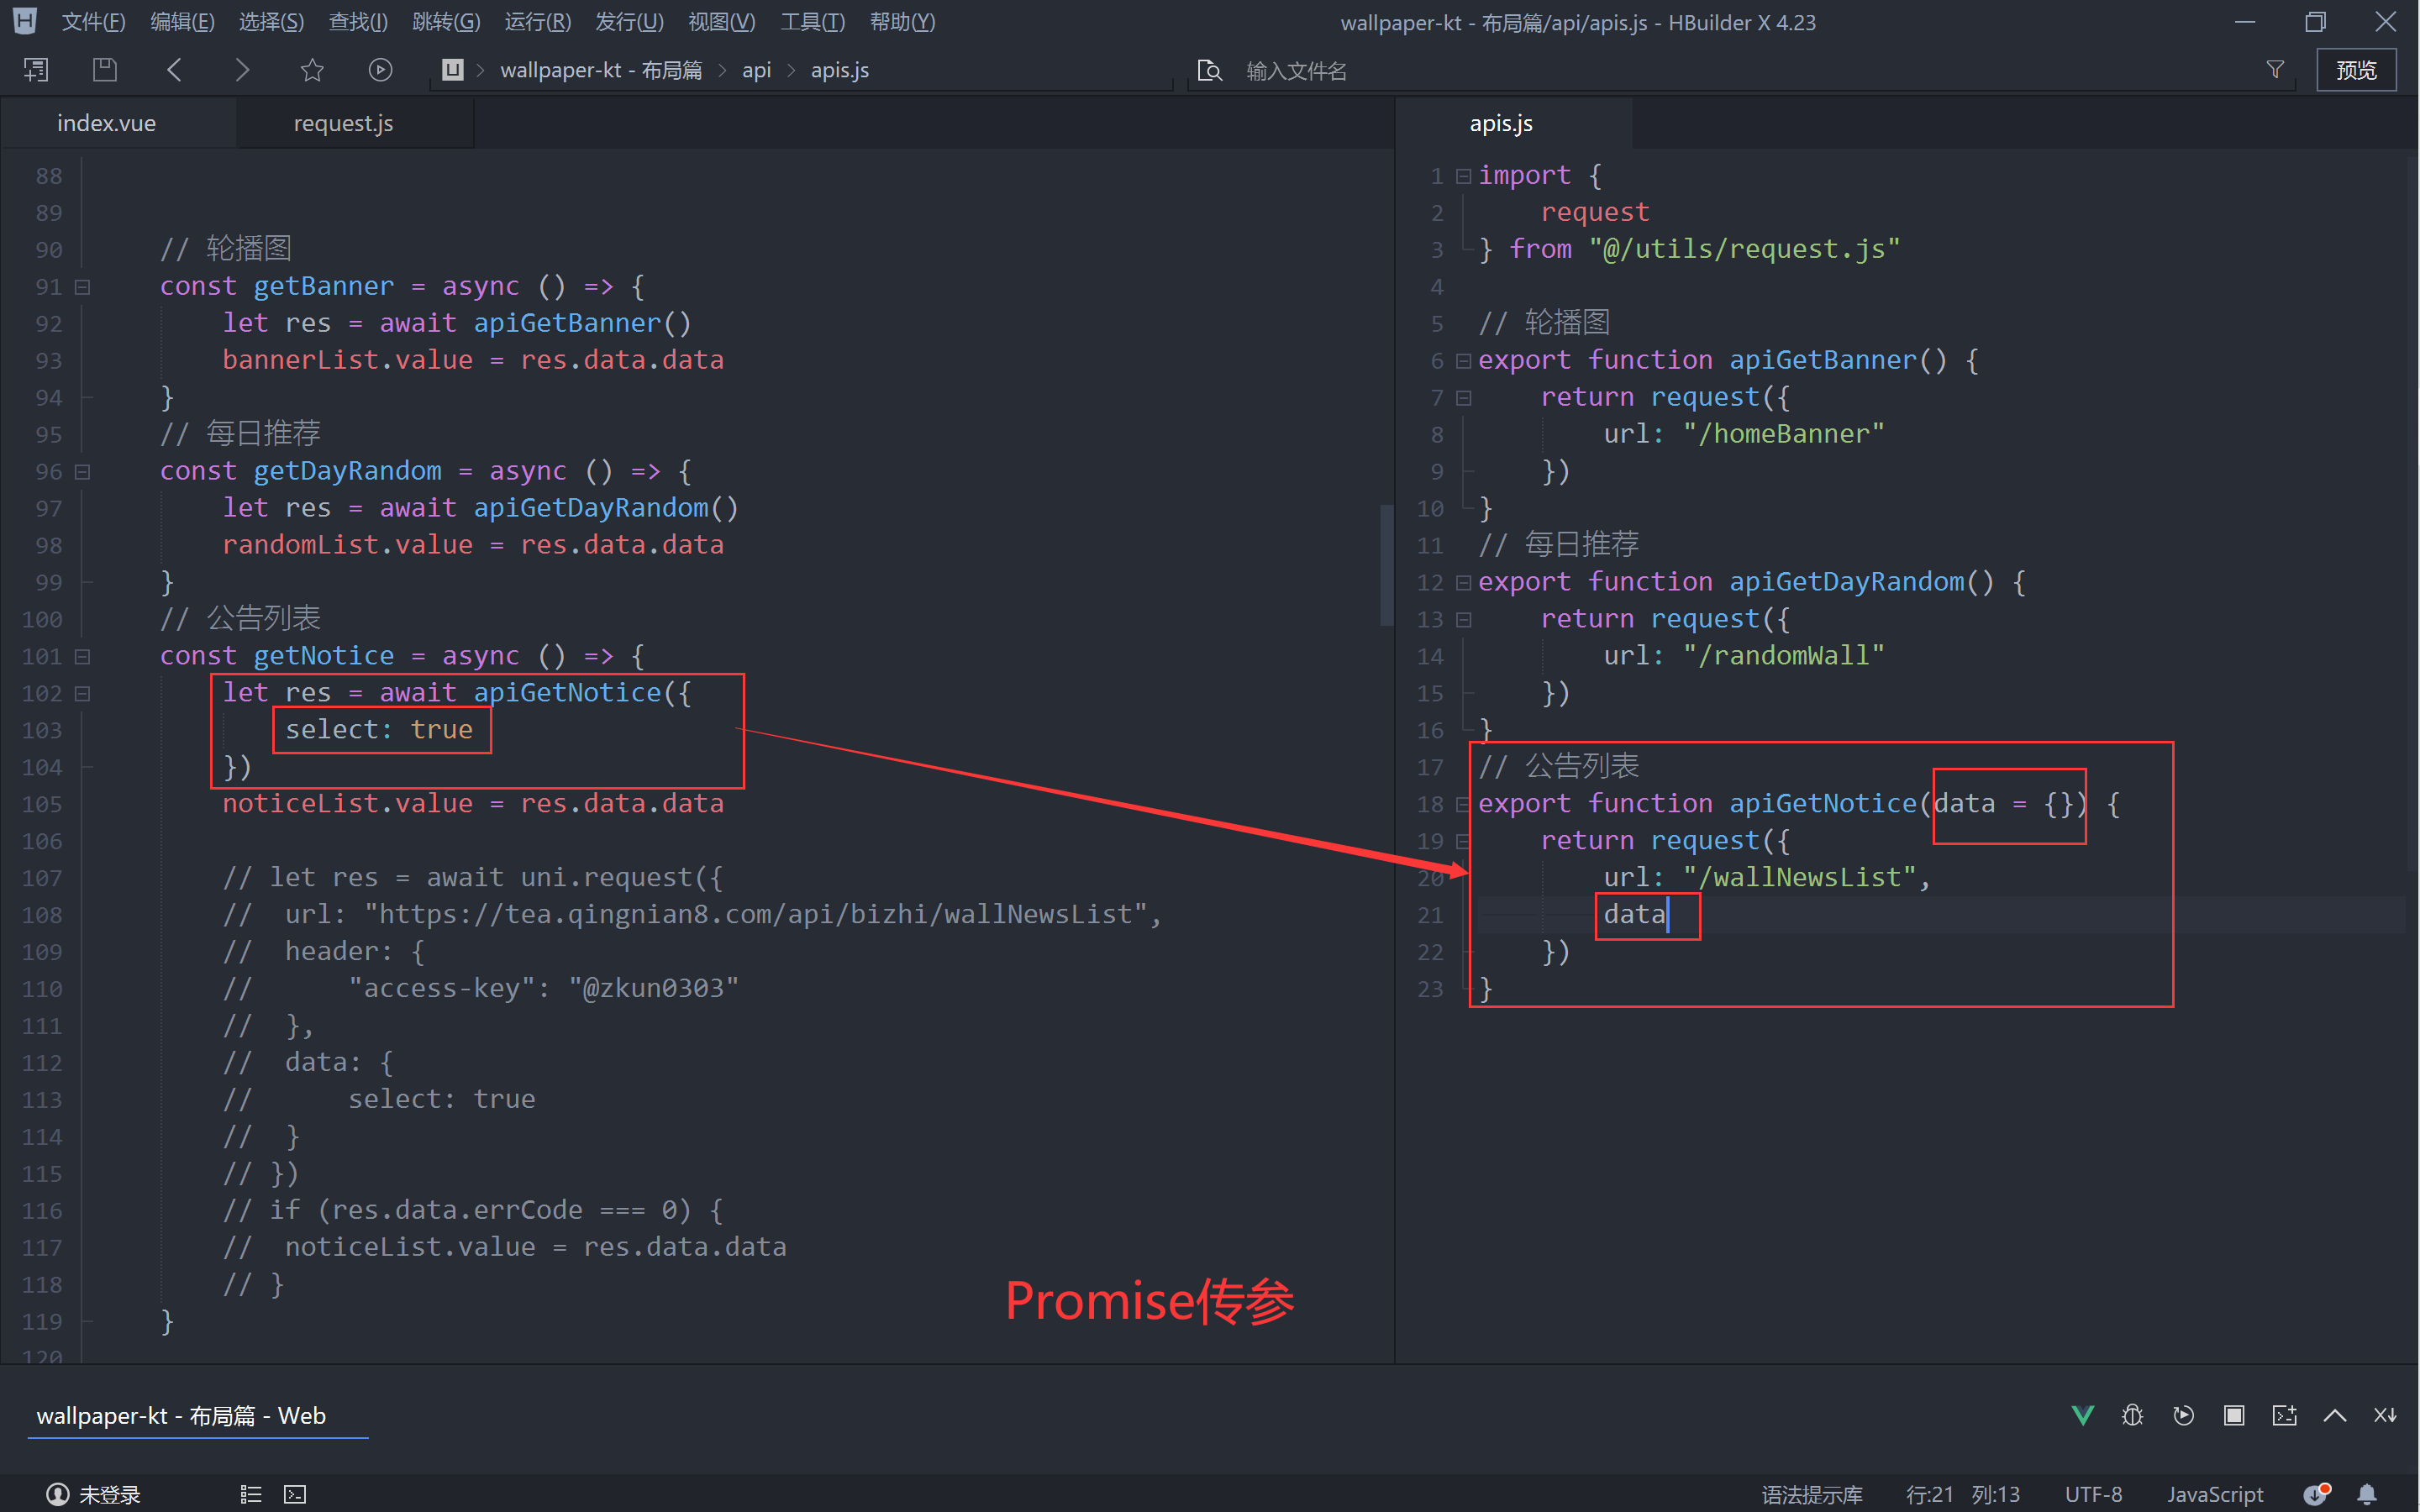 文件(F) 编辑(E) 选择(S) 查找(I) 跳转(G) 运行(R) 发行(U) 视图(V) 工具(T) 帮助(Y) wallpaper-kt - 布局篇/api/apis.js - HBuilder X 4.23
wallpaper-kt - 布局篇 > api > apis.js 输入文件名 预览
index.vue request.js
88
89
90 // 轮播图
91 const getBanner = async () => {
92 let res = await apiGetBanner()
93 bannerList.value = res.data.data
94 }
95 // 每日推荐
96 const getDayRandom = async () => {
97 let res = await apiGetDayRandom()
98 randomList.value = res.data.data
99 }
100 // 公告列表
101 const getNotice = async () => {
102 let res = await apiGetNotice({
103 select: true
104 })
105 noticeList.value = res.data.data
106
107 // let res = await uni.request({
108 // url: "https://tea.qingnian8.com/api/bizhi/wallNewsList",
109 // header: {
110 // "access-key": "@zkun0303"
111 // },
112 // data: {
113 // select: true
114 // }
115 // })
116 // if (res.data.errCode === 0) {
117 // noticeList.value = res.data.data
118 // }
119 }
120
Promise传参
apis.js
1 import {
2 request
3 } from "@/utils/request.js"
4
5 // 轮播图
6 export function apiGetBanner() {
7 return request({
8 url: "/homeBanner"
9 })
10 }
11 // 每日推荐
12 export function apiGetDayRandom() {
13 return request({
14 url: "/randomWall"
15 })
16 }
17 // 公告列表
18 export function apiGetNotice(data = {}) {
19 return request({
20 url: "/wallNewsList",
21 data
22 })
23 }
wallpaper-kt - 布局篇 - Web
未登录 语法提示库 行:21 列:13 UTF-8 JavaScript